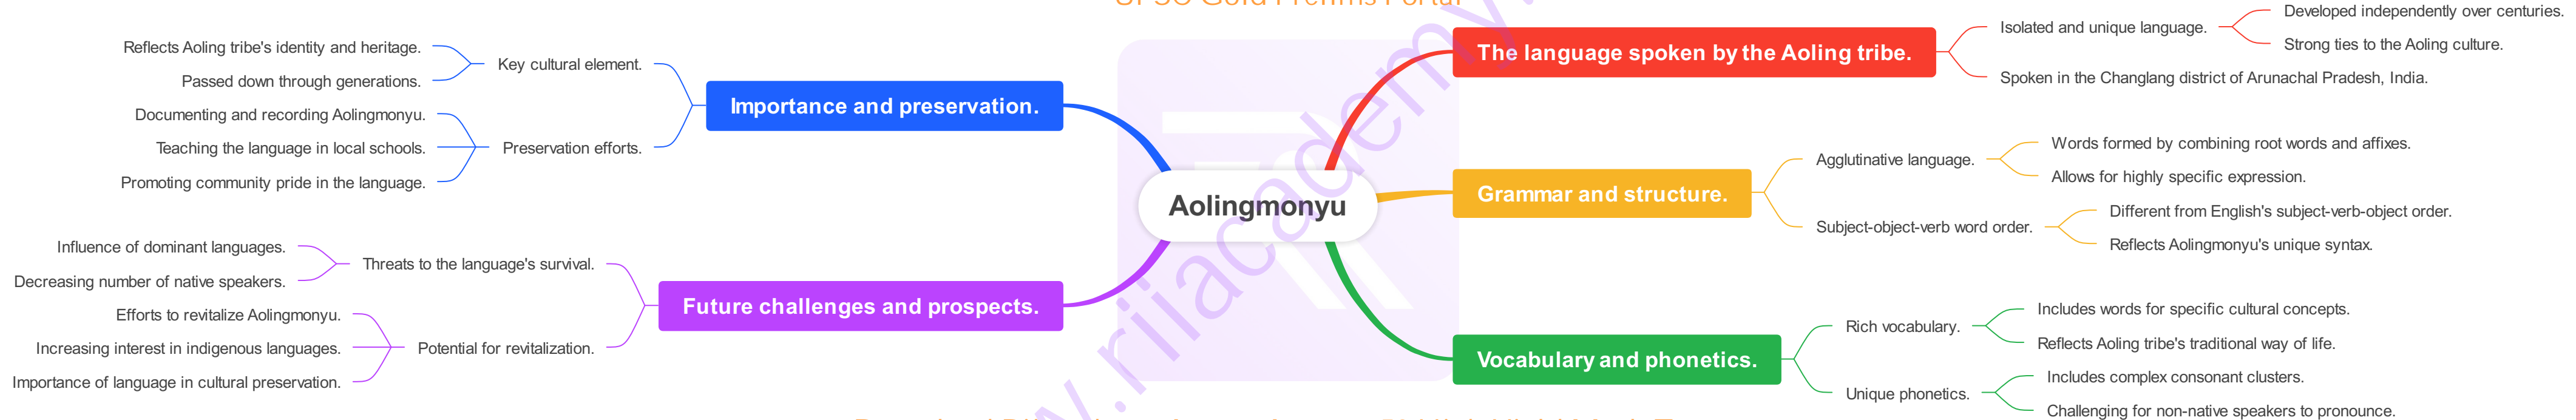 Aolingmonyu
The language spoken by the Aoling tribe.
Isolated and unique language.
Developed independently over centuries.
Strong ties to the Aoling culture.
Spoken in the Changlang district of Arunachal Pradesh, India.
Grammar and structure.
Agglutinative language.
Words formed by combining root words and affixes.
Allows for highly specific expression.
Subject-object-verb word order.
Different from English's subject-verb-object order.
Reflects Aolingmonyu's unique syntax.
Vocabulary and phonetics.
Rich vocabulary.
Includes words for specific cultural concepts.
Reflects Aoling tribe's traditional way of life.
Unique phonetics.
Includes complex consonant clusters.
Challenging for non-native speakers to pronounce.
Importance and preservation.
Key cultural element.
Reflects Aoling tribe's identity and heritage.
Passed down through generations.
Preservation efforts.
Documenting and recording Aolingmonyu.
Teaching the language in local schools.
Promoting community pride in the language.
Future challenges and prospects.
Threats to the language's survival.
Influence of dominant languages.
Decreasing number of native speakers.
Potential for revitalization.
Efforts to revitalize Aolingmonyu.
Increasing interest in indigenous languages.
Importance of language in cultural preservation.